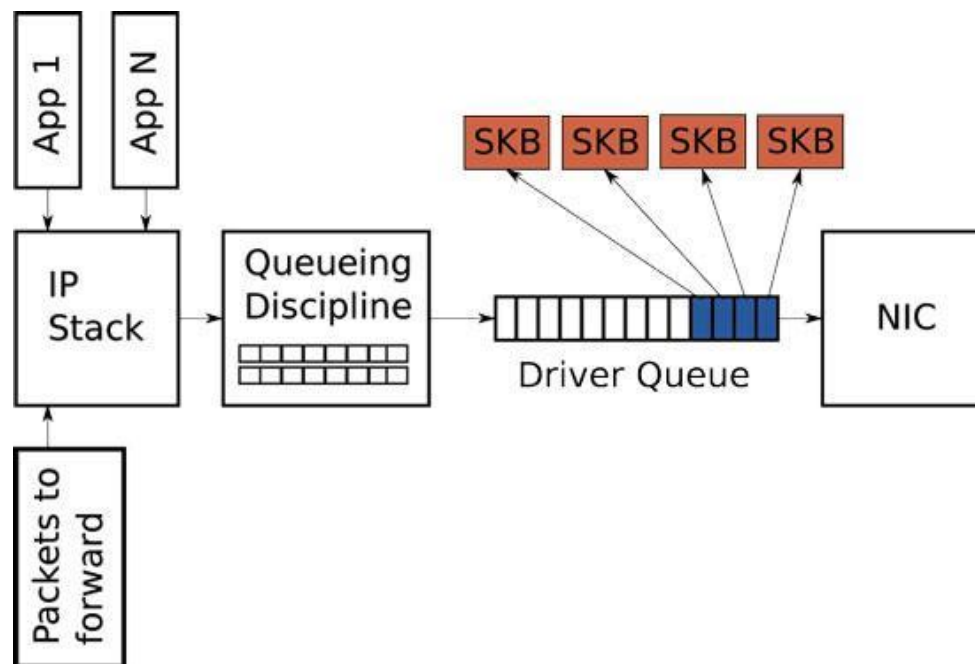 App 1
App N
SKB
SKB
SKB
SKB
IP
Stack
Queueing
Discipline
Driver Queue
NIC
Packets to
forward